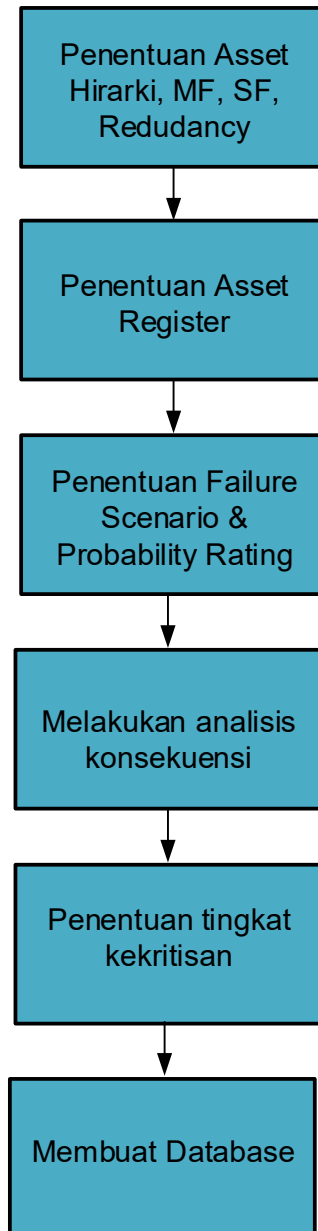 Penentuan Asset
Hirarki, MF, SF,
Redudancy
Penentuan Asset
Register
Penentuan Failure
Scenario &
Probability Rating
Melakukan analisis
konsekuensi
Penentuan tingkat
kekritisan
Membuat Database